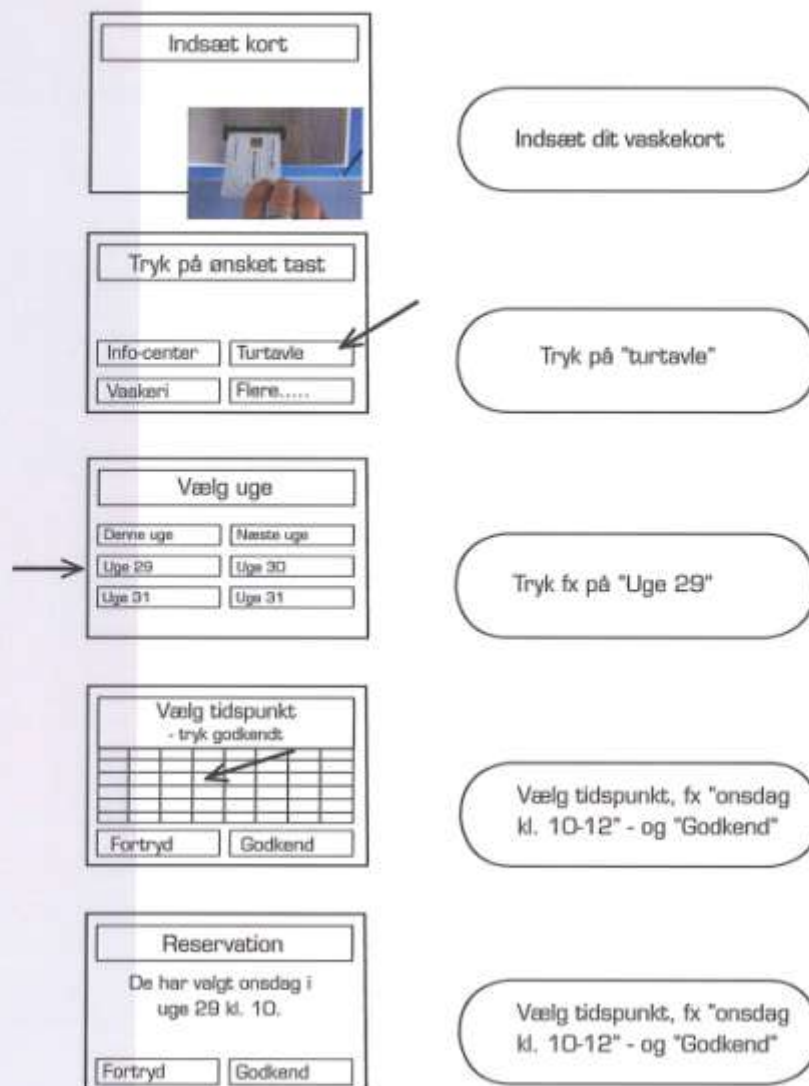 Indsæt kort
Indsæt dit vaskekort
Tryk på ønsket tast
Info-center
Turtavle
Vaskeri
Flere.....
Tryk på "turtavle"
Vælg uge
Denne uge
Næste uge
Uge 29
Uge 30
Uge 31
Uge 31
Tryk fx på "Uge 29"
Vælg tidspunkt
- tryk godkendt
Fortryd
Godkend
Vælg tidspunkt, fx "onsdag
kl. 10-12" - og "Godkend"
Reservation
De har valgt onsdag i
uge 29 kl. 10.
Fortryd
Godkend
Vælg tidspunkt, fx "onsdag
kl. 10-12" - og "Godkend"